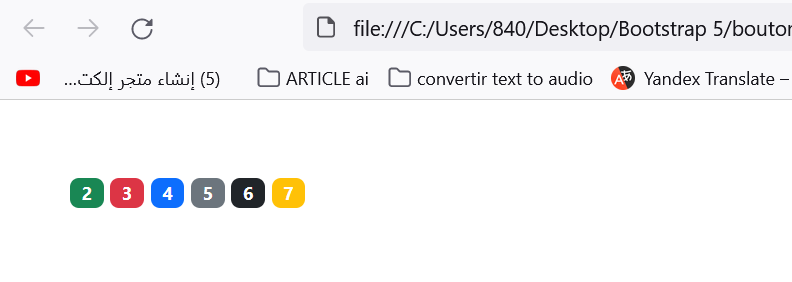 file:///C:/Users/840/Desktop/Bootstrap 5/bouton
(5) إنشاء متجر إلكت... ARTICLE ai convertir text to audio Yandex Translate –
2 3 4 5 6 7